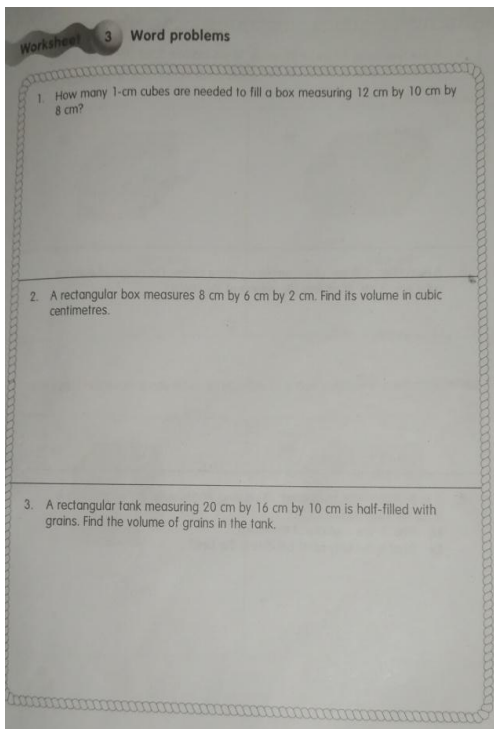 Worksheet 3 Word problems
1. How many 1-cm cubes are needed to fill a box measuring 12 cm by 10 cm by
8 cm?
2. A rectangular box measures 8 cm by 6 cm by 2 cm. Find its volume in cubic
centimetres.
3. A rectangular tank measuring 20 cm by 16 cm by 10 cm is half-filled with
grains. Find the volume of grains in the tank.